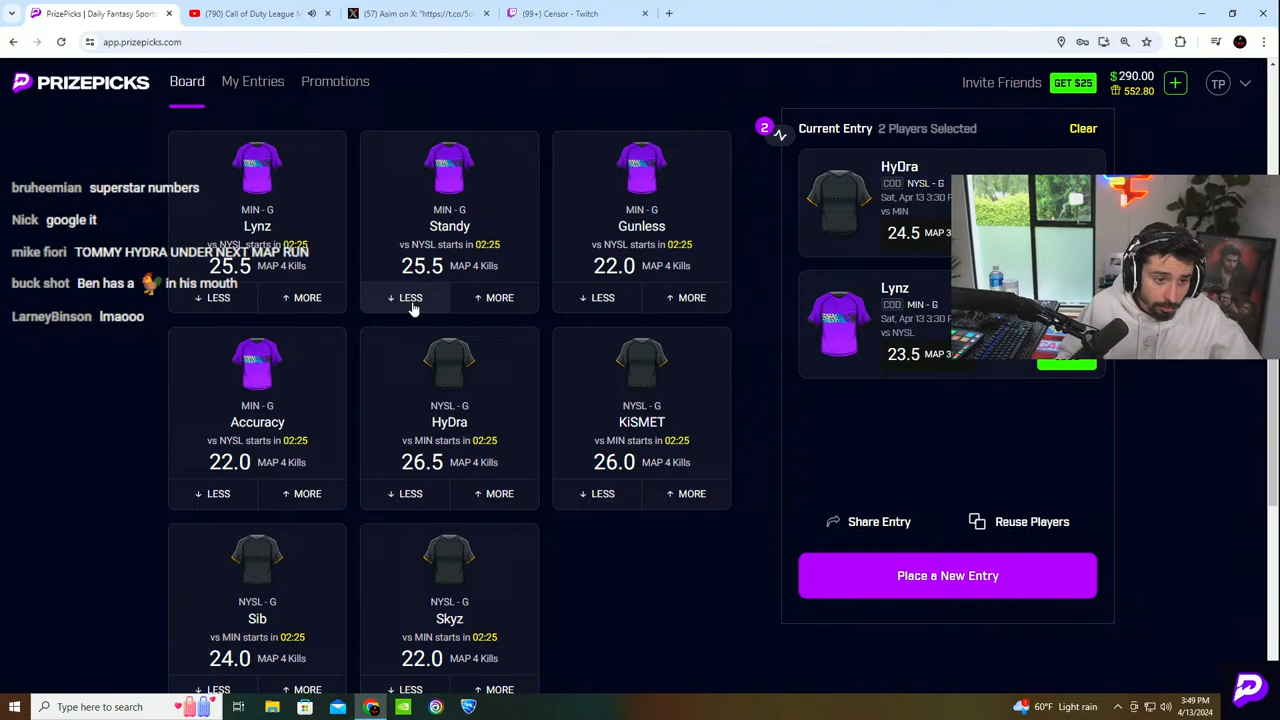 PrizePicks | Daily Fantasy Sport
(790) Call of Duty League M
(57) Asim on X: "https://t.co/Sc
(99+) Censor - Twitch
app.prizepicks.com
PRIZEPICKS
Board
My Entries
Promotions
Invite Friends
GET $25
$290.00
552.80
TP
MIN - G
Lynz
vs NYSL starts in 02:25
25.5 MAP 4 Kills
LESS
MORE
MIN - G
Standy
vs NYSL starts in 02:25
25.5 MAP 4 Kills
LESS
MORE
MIN - G
Gunless
vs NYSL starts in 02:25
22.0 MAP 4 Kills
LESS
MORE
bruheemian superstar numbers
Nick google it
mike fiori TOMMY HYDRA UNDER NEXT MAP RUN
buck shot Ben has a 🐓 in his mouth
LarneyBinson lmaooo
MIN - G
Accuracy
vs NYSL starts in 02:25
22.0 MAP 4 Kills
LESS
MORE
NYSL - G
HyDra
vs MIN starts in 02:25
26.5 MAP 4 Kills
LESS
MORE
NYSL - G
KiSMET
vs MIN starts in 02:25
26.0 MAP 4 Kills
LESS
MORE
NYSL - G
Sib
vs MIN starts in 02:25
24.0 MAP 4 Kills
LESS
MORE
NYSL - G
Skyz
vs MIN starts in 02:25
22.0 MAP 4 Kills
LESS
MORE
2
Current Entry 2 Players Selected
Clear
HyDra
COD NYSL - G
Sat, Apr 13 3:30 P
vs MIN
24.5 MAP 3
Lynz
COD MIN - G
Sat, Apr 13 3:30 P
vs NYSL
23.5 MAP 3
Share Entry
Reuse Players
Place a New Entry
Type here to search
60°F Light rain
3:49 PM
4/13/2024